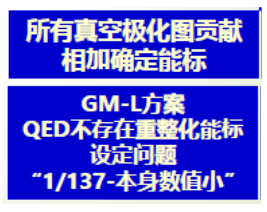 所有真空极化图贡献
相加确定能标
GM-L方案
QED不存在重整化能标
设定问题
“1/137-本身数值小”